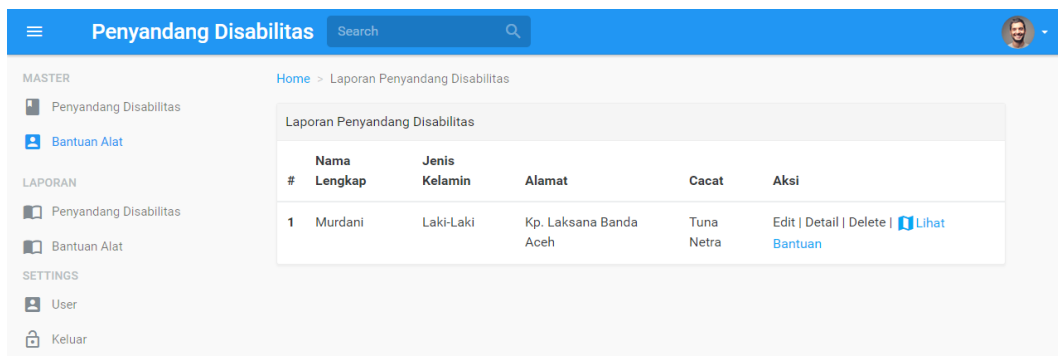 Penyandang Disabilitas
Search
MASTER
Penyandang Disabilitas
Bantuan Alat
LAPORAN
Penyandang Disabilitas
Bantuan Alat
SETTINGS
User
Keluar
Home > Laporan Penyandang Disabilitas
Laporan Penyandang Disabilitas
# Nama Lengkap Jenis Kelamin Alamat Cacat Aksi
1 Murdani Laki-Laki Kp. Laksana Banda Aceh Tuna Netra Edit | Detail | Delete | Lihat Bantuan